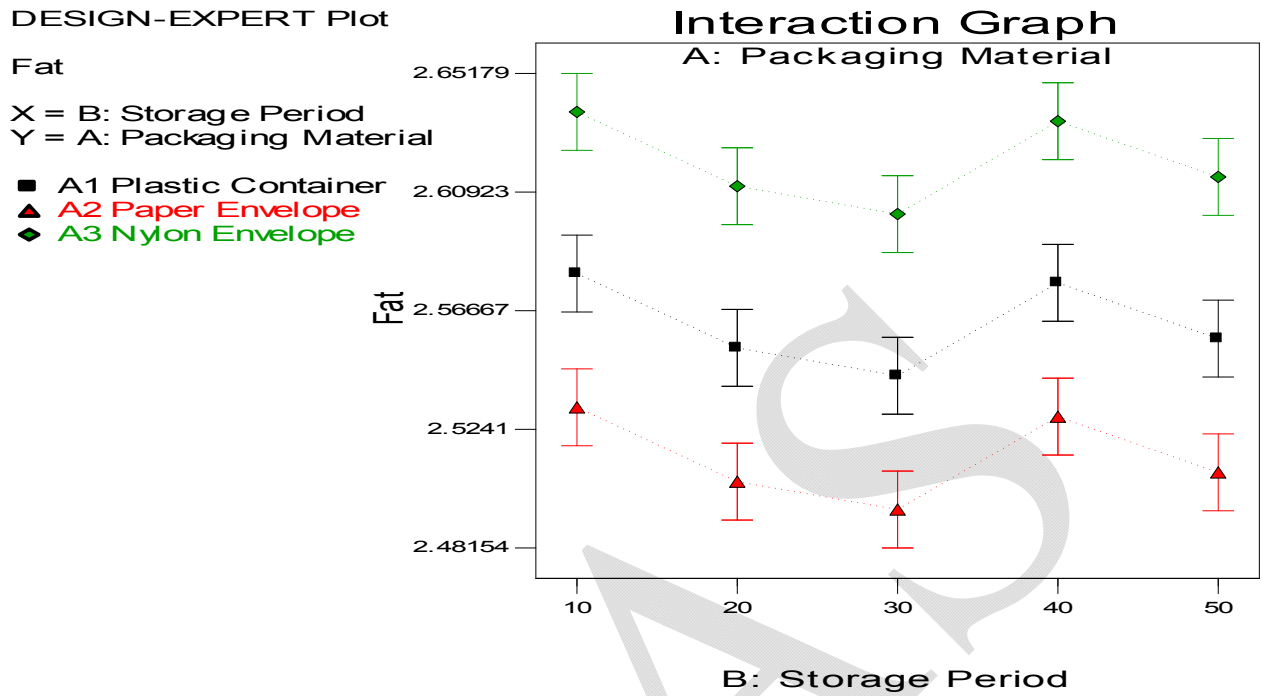 DESIGN-EXPERT Plot
Fat
X = B: Storage Period
Y = A: Packaging Material
A1 Plastic Container
A2 Paper Envelope
A3 Nylon Envelope
Interaction Graph
A: Packaging Material
Fat
2.65179
2.60923
2.56667
2.5241
2.48154
10 20 30 40 50
B: Storage Period